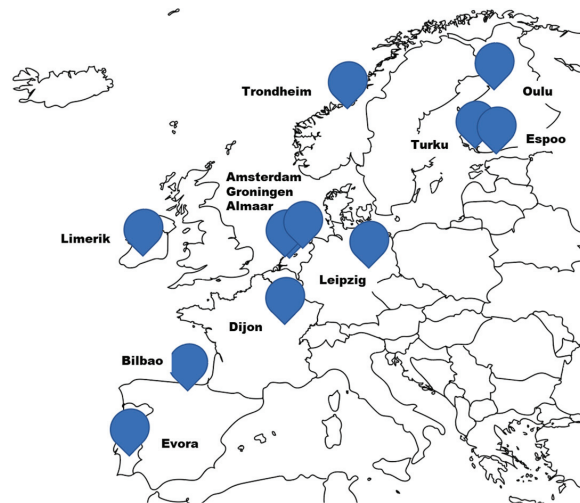 Trondheim
Oulu
Turku
Espoo
Amsterdam
Groningen
Almaar
Limerik
Leipzig
Dijon
Bilbao
Evora